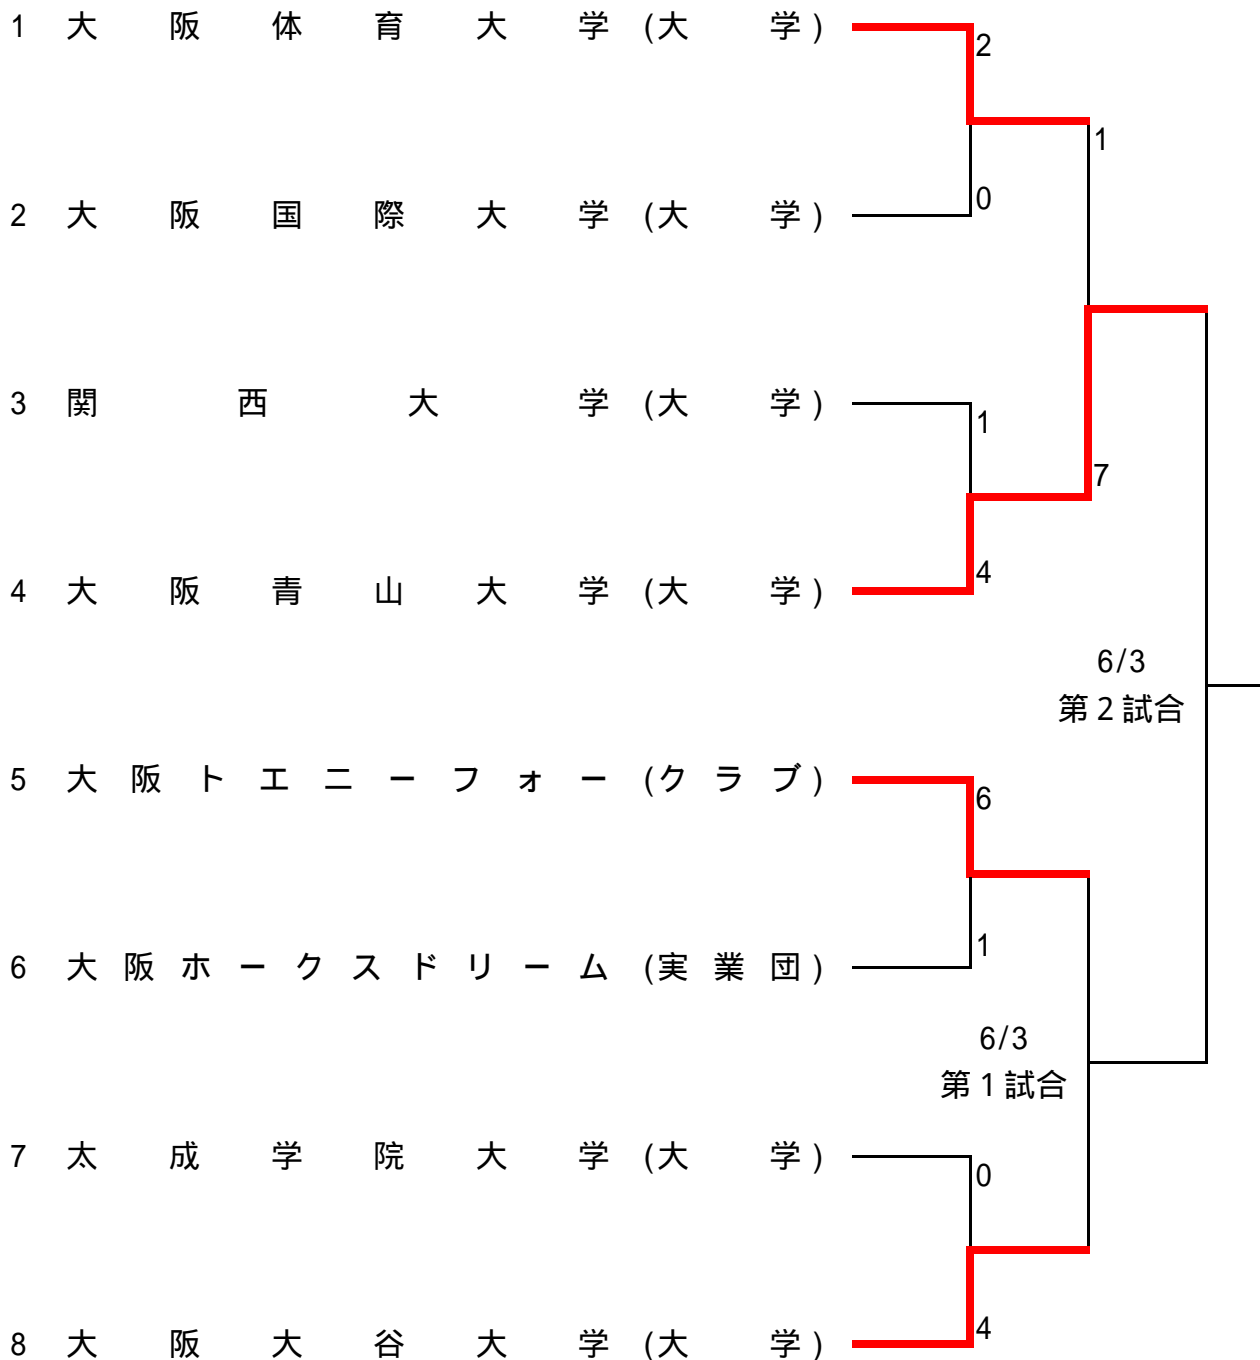 1 大阪体育大学 (大学) 2
1
2 大阪国際大学 (大学) 0
3 関西大学 (大学) 1
7
4 大阪青山大学 (大学) 4
6/3
第2試合
5 大阪トエニーフォー (クラブ) 6
6 大阪ホークスドリーム (実業団) 1
6/3
第1試合
7 太成学院大学 (大学) 0
8 大阪大谷大学 (大学) 4